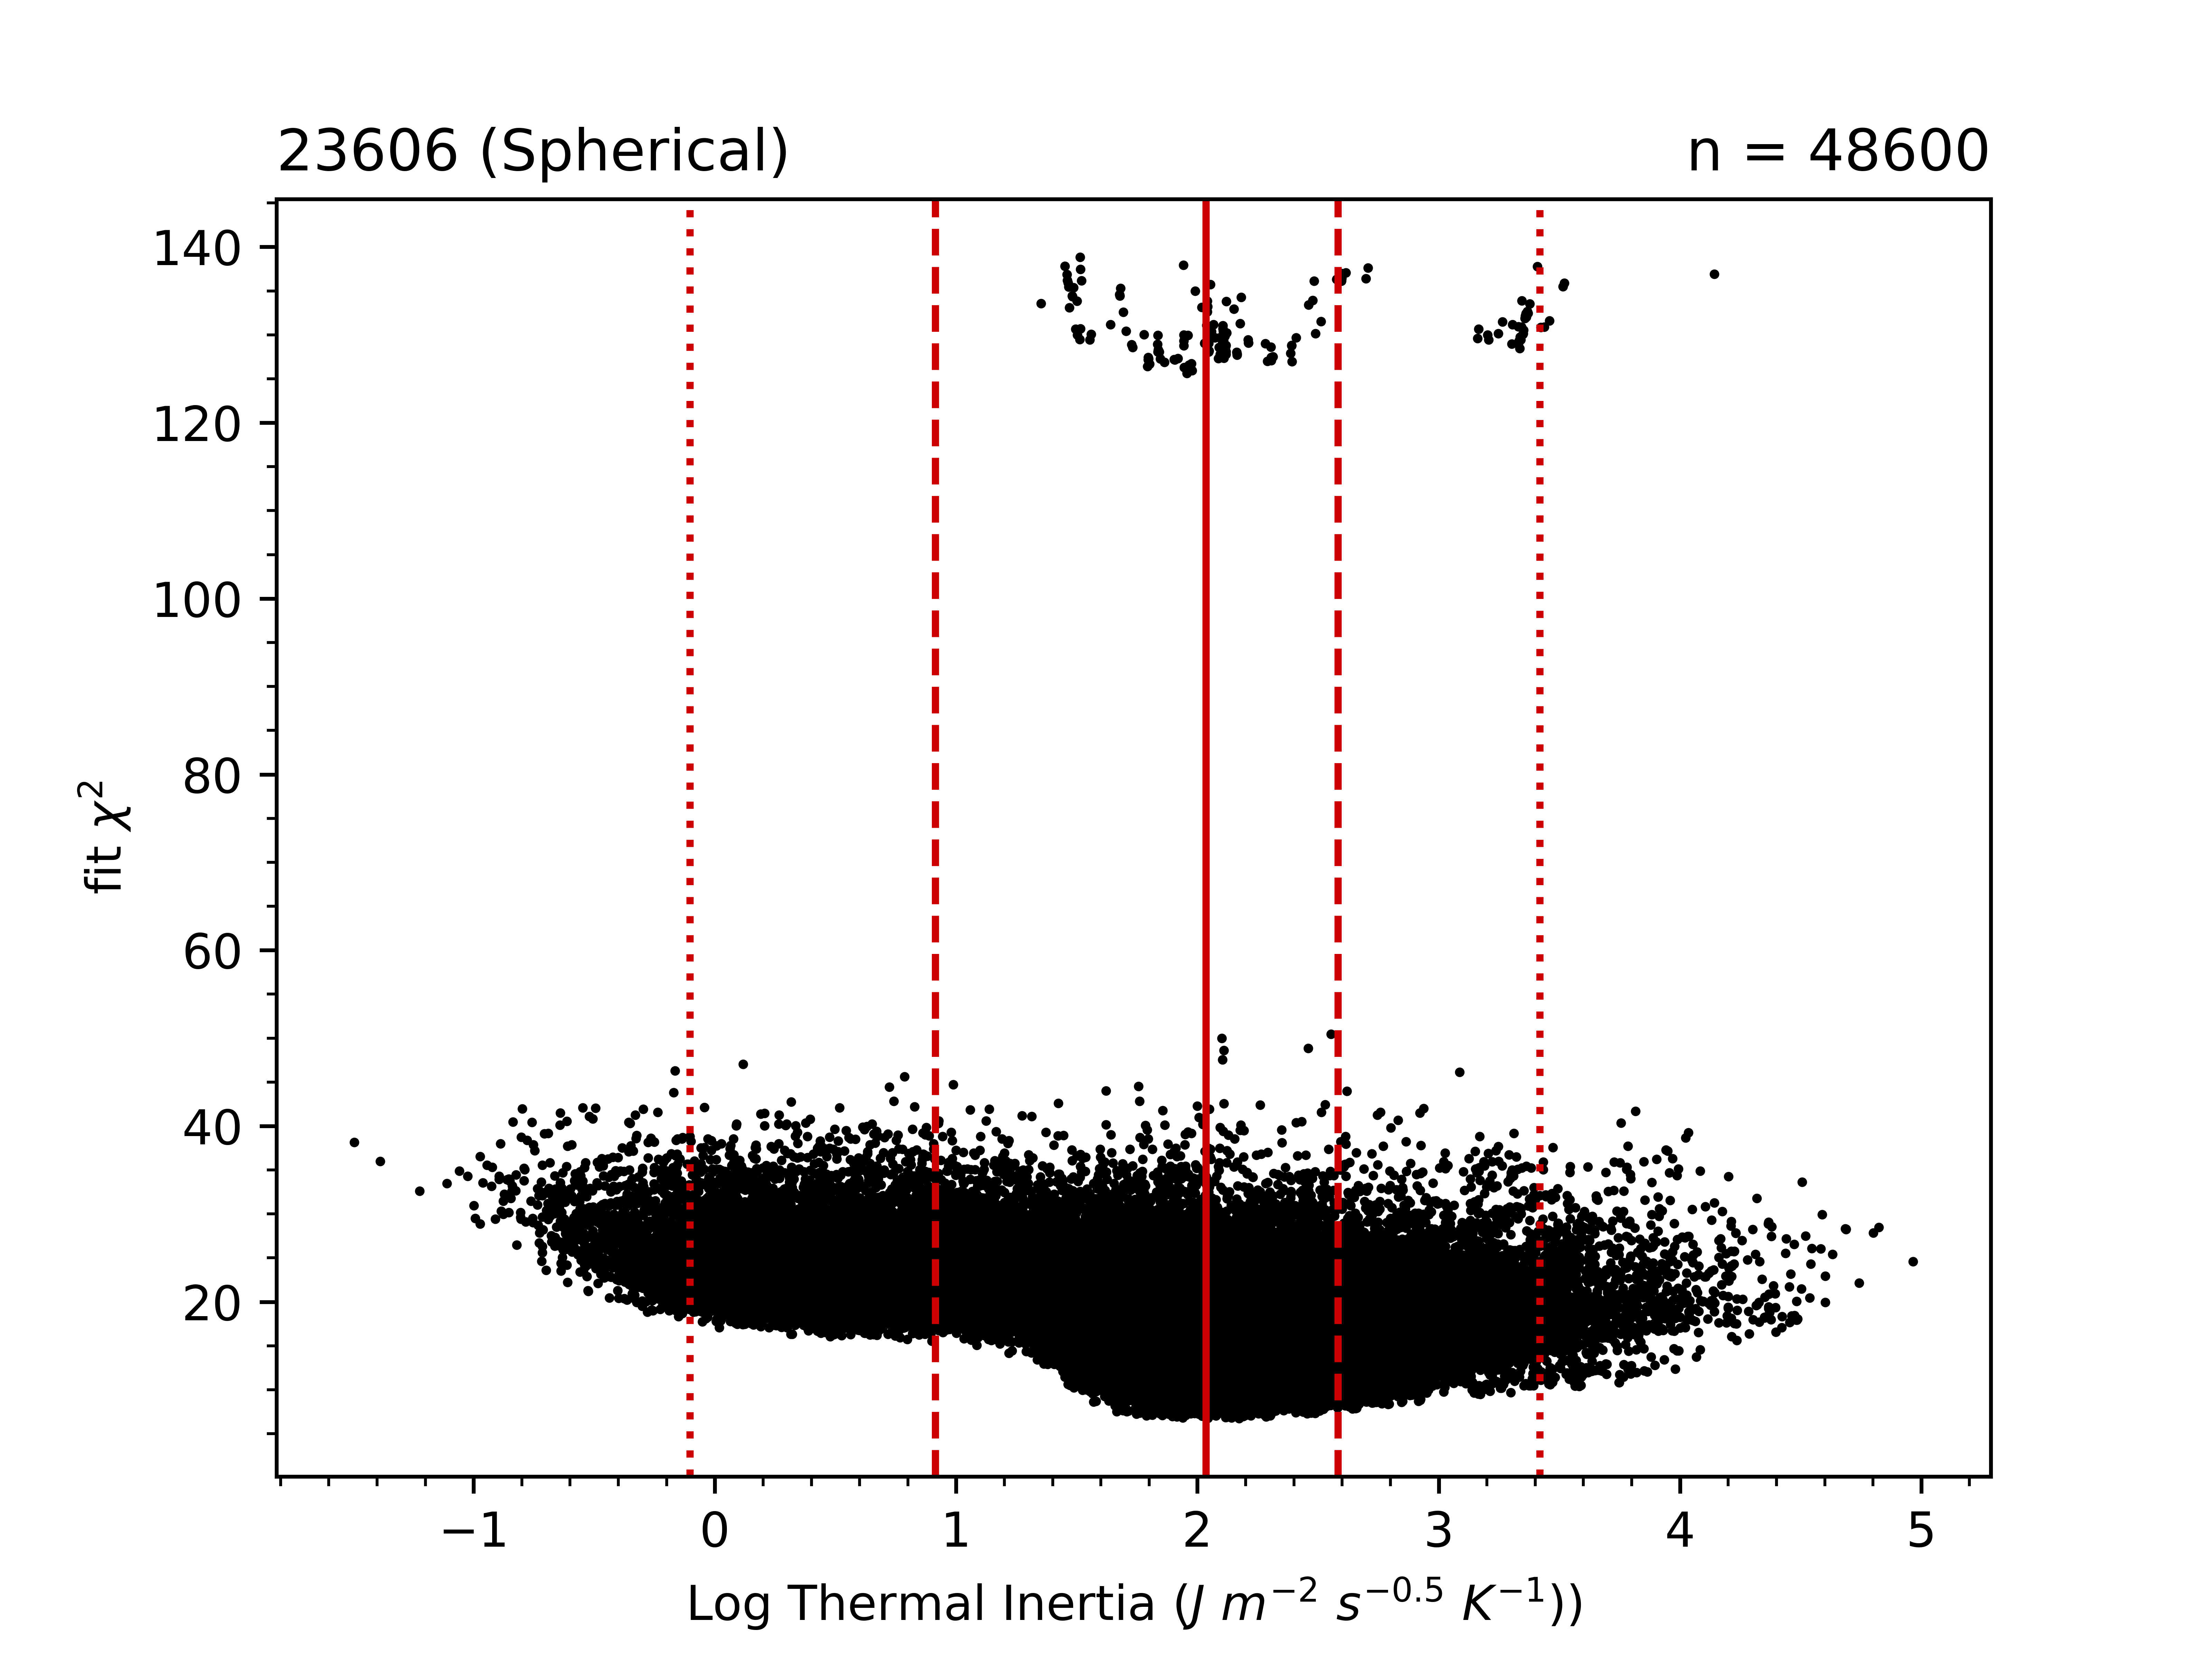 23606 (Spherical)
n = 48600
140
120
100
80
60
40
20
fit χ²
−1 0 1 2 3 4 5
Log Thermal Inertia (J m⁻² s⁻⁰·⁵ K⁻¹))